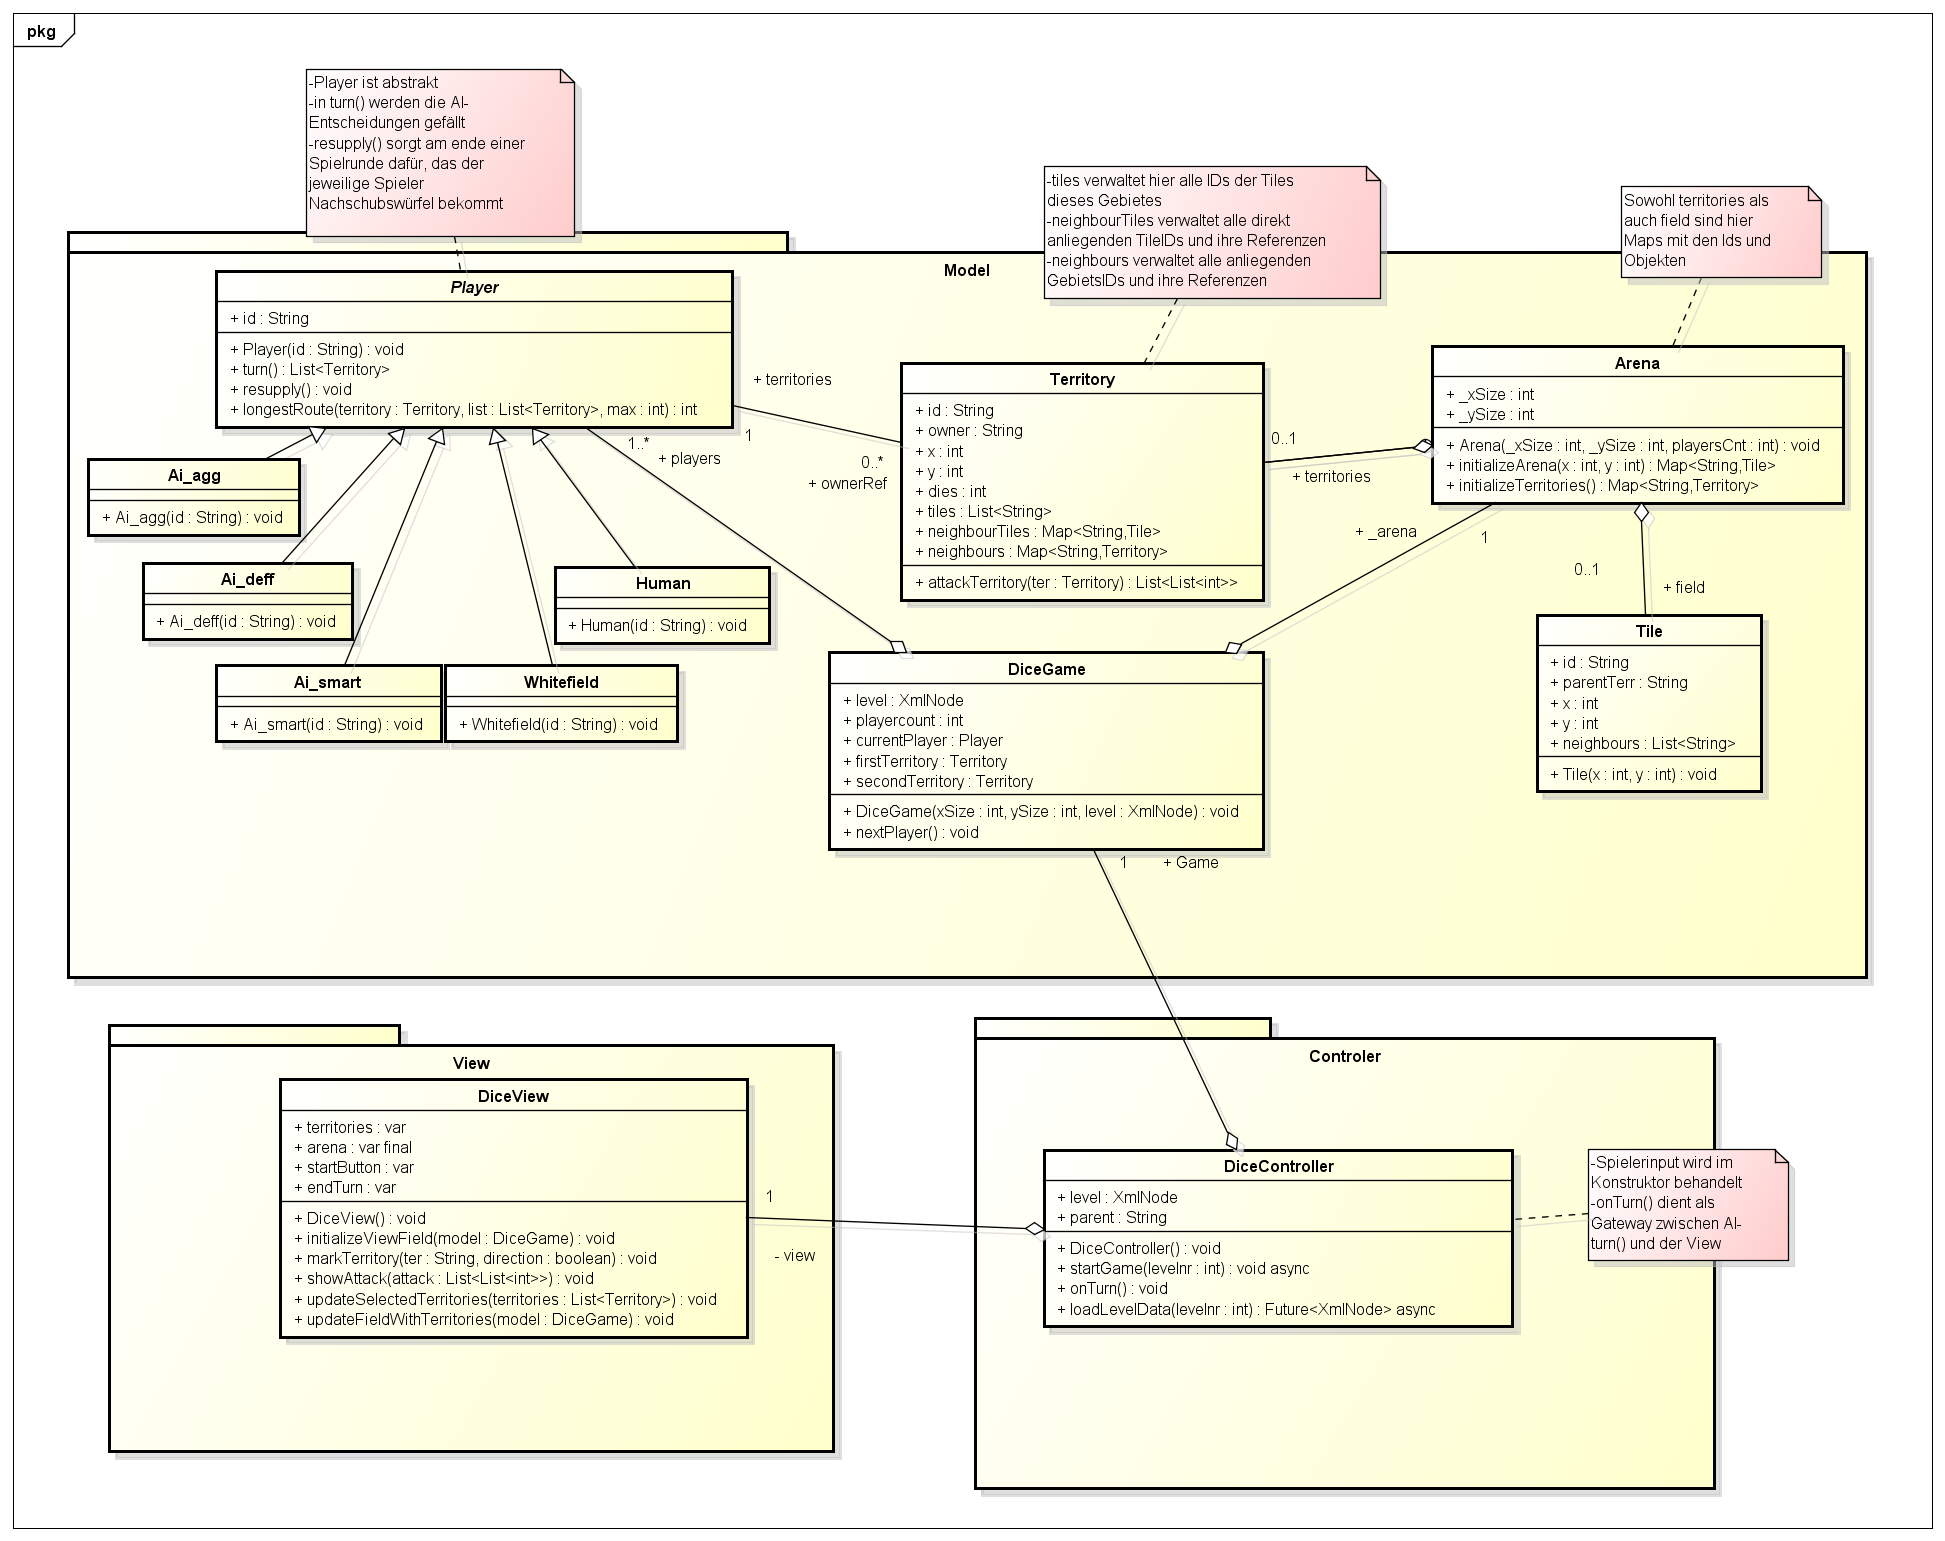 pkg
-Player ist abstrakt
-in turn() werden die AI-
Entscheidungen gefällt
-resupply() sorgt am ende einer
Spielrunde dafür, das der
jeweilige Spieler
Nachschubswürfel bekommt
-tiles verwaltet hier alle IDs der Tiles
dieses Gebietes
-neighbourTiles verwaltet alle direkt
anliegenden TileIDs und ihre Referenzen
-neighbours verwaltet alle anliegenden
GebietsIDs und ihre Referenzen
Sowohl territories als
auch field sind hier
Maps mit den Ids und
Objekten
Model
Player
+ id : String
+ Player(id : String) : void
+ turn() : List<Territory>
+ resupply() : void
+ longestRoute(territory : Territory, list : List<Territory>, max : int) : int
+ territories
1
0..*
+ ownerRef
1..*
+ players
Territory
+ id : String
+ owner : String
+ x : int
+ y : int
+ dies : int
+ tiles : List<String>
+ neighbourTiles : Map<String,Tile>
+ neighbours : Map<String,Territory>
+ attackTerritory(ter : Territory) : List<List<int>>
0..1
+ territories
Arena
+ _xSize : int
+ _ySize : int
+ Arena(_xSize : int, _ySize : int, playersCnt : int) : void
+ initializeArena(x : int, y : int) : Map<String,Tile>
+ initializeTerritories() : Map<String,Territory>
+ _arena
1
0..1
+ field
Ai_agg
+ Ai_agg(id : String) : void
Ai_deff
+ Ai_deff(id : String) : void
Human
+ Human(id : String) : void
Ai_smart
+ Ai_smart(id : String) : void
Whitefield
+ Whitefield(id : String) : void
Tile
+ id : String
+ parentTerr : String
+ x : int
+ y : int
+ neighbours : List<String>
+ Tile(x : int, y : int) : void
DiceGame
+ level : XmlNode
+ playercount : int
+ currentPlayer : Player
+ firstTerritory : Territory
+ secondTerritory : Territory
+ DiceGame(xSize : int, ySize : int, level : XmlNode) : void
+ nextPlayer() : void
1
+ Game
View
DiceView
+ territories : var
+ arena : var final
+ startButton : var
+ endTurn : var
+ DiceView() : void
+ initializeViewField(model : DiceGame) : void
+ markTerritory(ter : String, direction : boolean) : void
+ showAttack(attack : List<List<int>>) : void
+ updateSelectedTerritories(territories : List<Territory>) : void
+ updateFieldWithTerritories(model : DiceGame) : void
1
- view
Controler
DiceController
+ level : XmlNode
+ parent : String
+ DiceController() : void
+ startGame(levelnr : int) : void async
+ onTurn() : void
+ loadLevelData(levelnr : int) : Future<XmlNode> async
-Spielerinput wird im
Konstruktor behandelt
-onTurn() dient als
Gateway zwischen AI-
turn() und der View